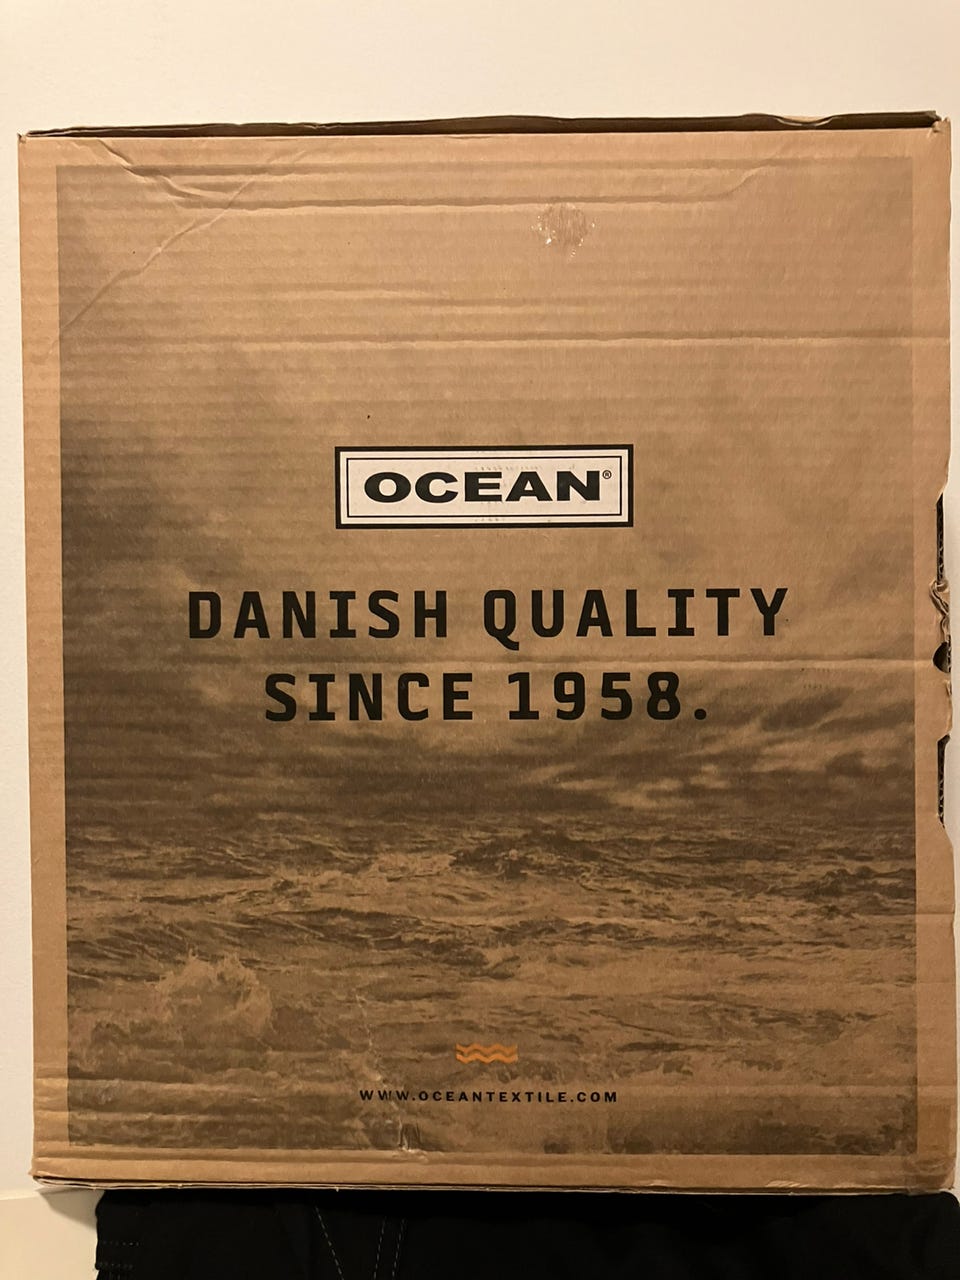 OCEAN®
DANISH QUALITY
SINCE 1958.
WWW.OCEANTEXTILE.COM